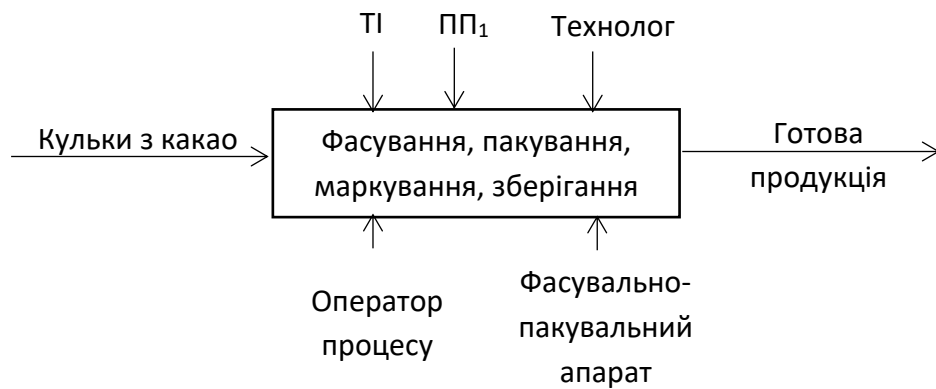 ТІ ПП₁ Технолог
Кульки з какао
Фасування, пакування,
маркування, зберігання
Готова
продукція
Оператор
процесу
Фасувально-
пакувальний
апарат